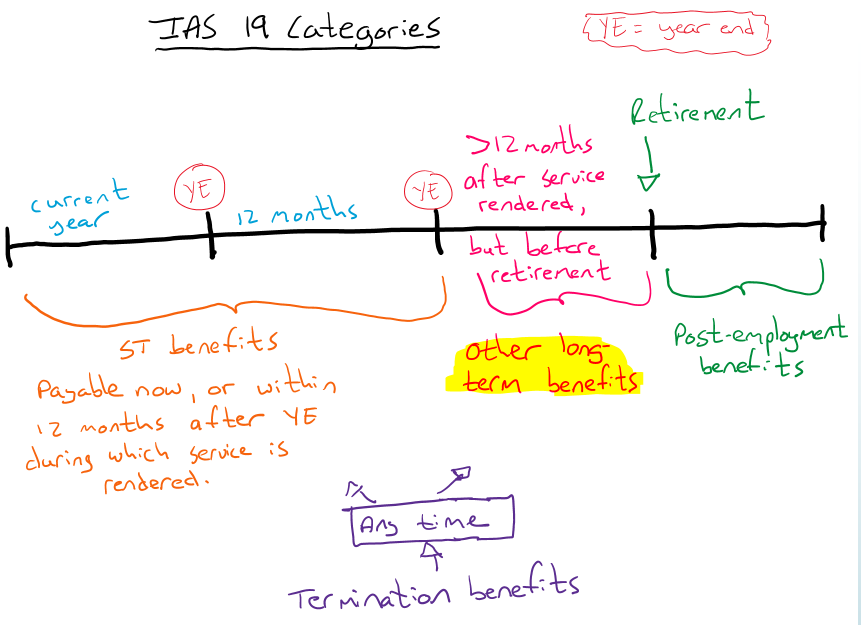 IAS 19 Categories
YE = year end
Retirement
>12 months
after service
rendered,
but before
retirement
current
year
YE
12 months
YE
ST benefits
Payable now, or within
12 months after YE
during which service is
rendered.
other long-
term benefits
Post-employment
benefits
Any time
Termination benefits